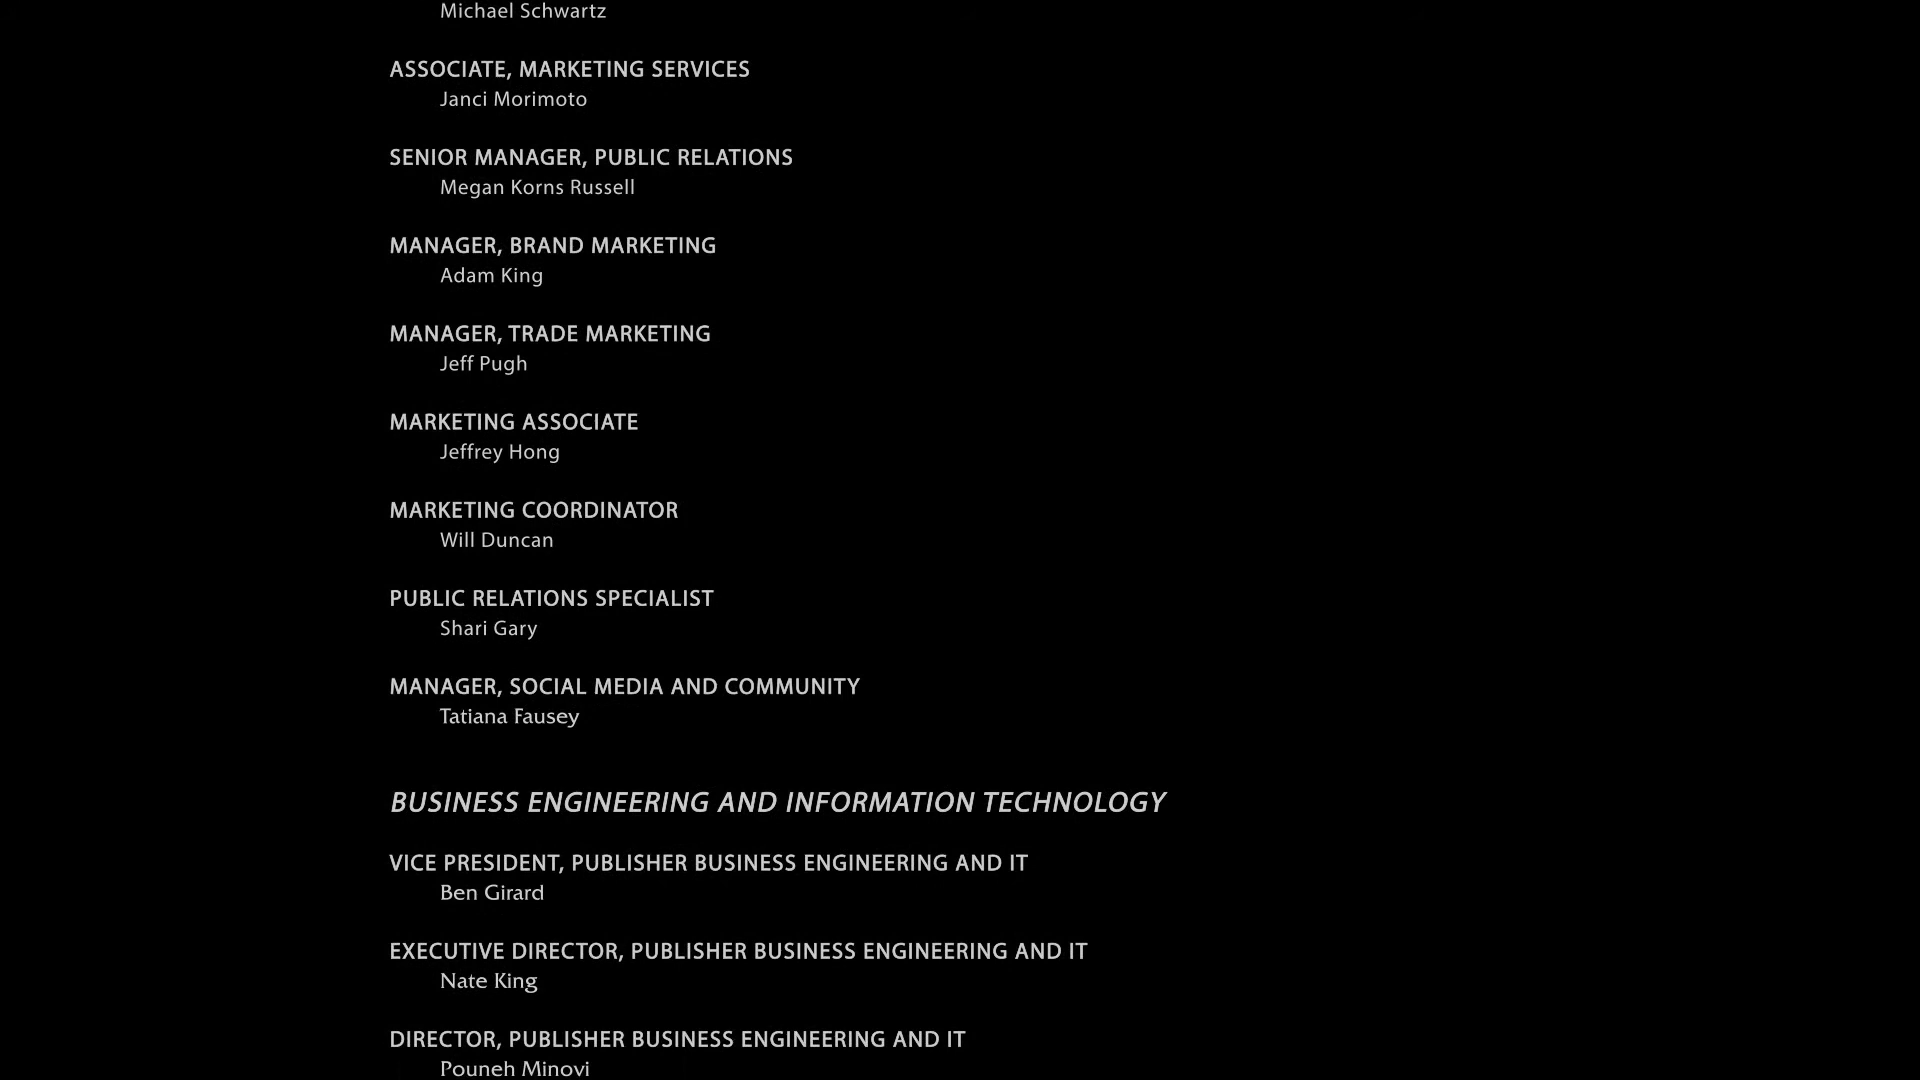 Michael Schwartz
ASSOCIATE, MARKETING SERVICES
Janci Morimoto
SENIOR MANAGER, PUBLIC RELATIONS
Megan Korns Russell
MANAGER, BRAND MARKETING
Adam King
MANAGER, TRADE MARKETING
Jeff Pugh
MARKETING ASSOCIATE
Jeffrey Hong
MARKETING COORDINATOR
Will Duncan
PUBLIC RELATIONS SPECIALIST
Shari Gary
MANAGER, SOCIAL MEDIA AND COMMUNITY
Tatiana Fausey
BUSINESS ENGINEERING AND INFORMATION TECHNOLOGY
VICE PRESIDENT, PUBLISHER BUSINESS ENGINEERING AND IT
Ben Girard
EXECUTIVE DIRECTOR, PUBLISHER BUSINESS ENGINEERING AND IT
Nate King
DIRECTOR, PUBLISHER BUSINESS ENGINEERING AND IT
Pouneh Minovi